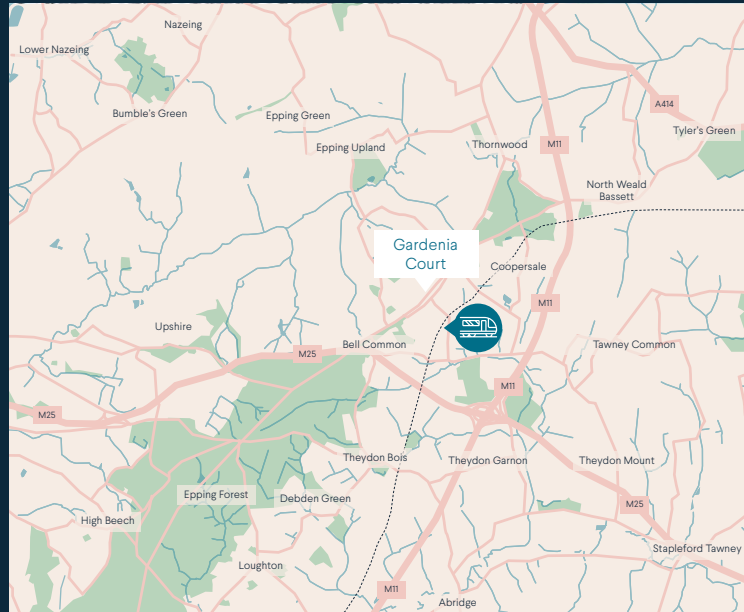 Nazeing
Lower Nazeing
Bumble's Green
Epping Green
A414
Tyler's Green
Epping Upland
Thornwood
M11
North Weald
Bassett
Gardenia
Court
Coopersale
M11
Upshire
Bell Common
Tawney Common
M25
M11
M25
Theydon Bois
Theydon Garnon
Theydon Mount
Epping Forest
Debden Green
M25
High Beech
Stapleford Tawney
Loughton
M11
Abridge